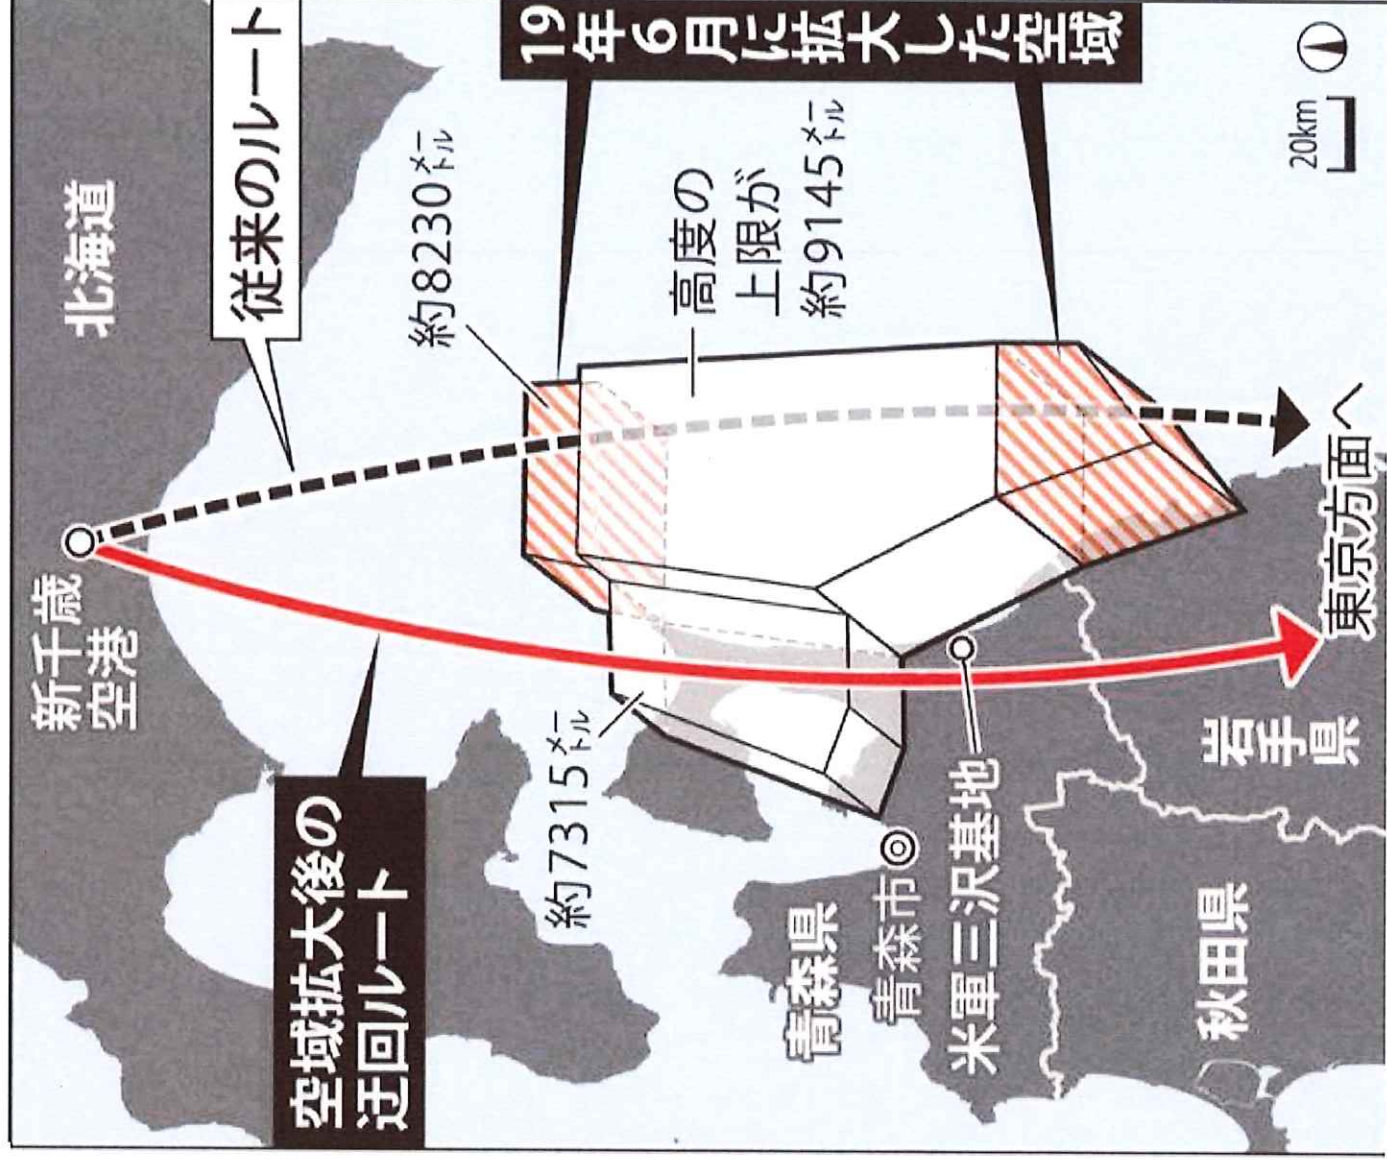 北海道
新千歳
空港
従来のルート
19年6月に拡大した空域
約8230メートル
高度の
上限が
約9145メートル
空域拡大後の
迂回ルート
約7315メートル
青森県
青森市
米軍三沢基地
秋田県
岩手県
東京方面へ
20km